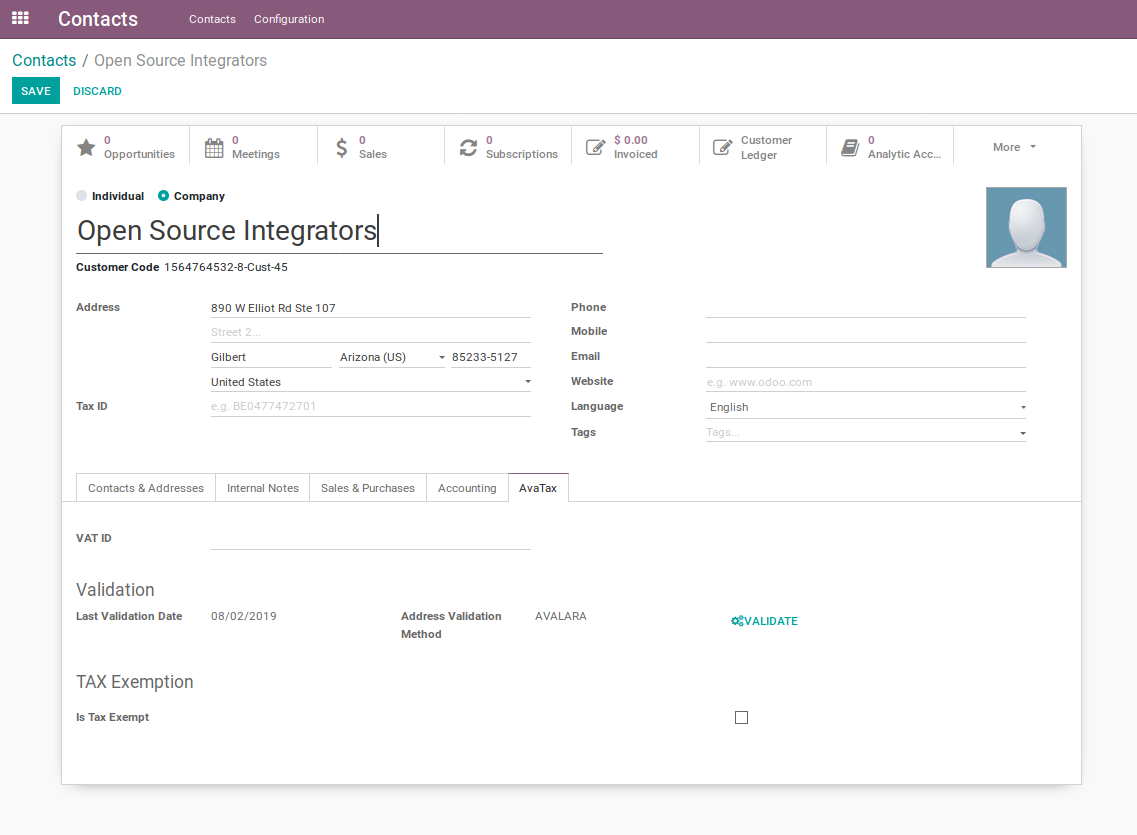 Contacts Contacts Configuration
Contacts / Open Source Integrators
SAVE DISCARD
0 Opportunities
0 Meetings
0 Sales
0 Subscriptions
$ 0.00 Invoiced
Customer Ledger
0 Analytic Acc...
More
Individual Company
Open Source Integrators
Customer Code 1564764532-8-Cust-45
Address 890 W Elliot Rd Ste 107
Street 2...
Gilbert Arizona (US) 85233-5127
United States
Tax ID e.g. BE0477472701
Phone
Mobile
Email
Website e.g. www.odoo.com
Language English
Tags Tags...
Contacts & Addresses Internal Notes Sales & Purchases Accounting AvaTax
VAT ID
Validation
Last Validation Date 08/02/2019
Address Validation Method AVALARA
VALIDATE
TAX Exemption
Is Tax Exempt